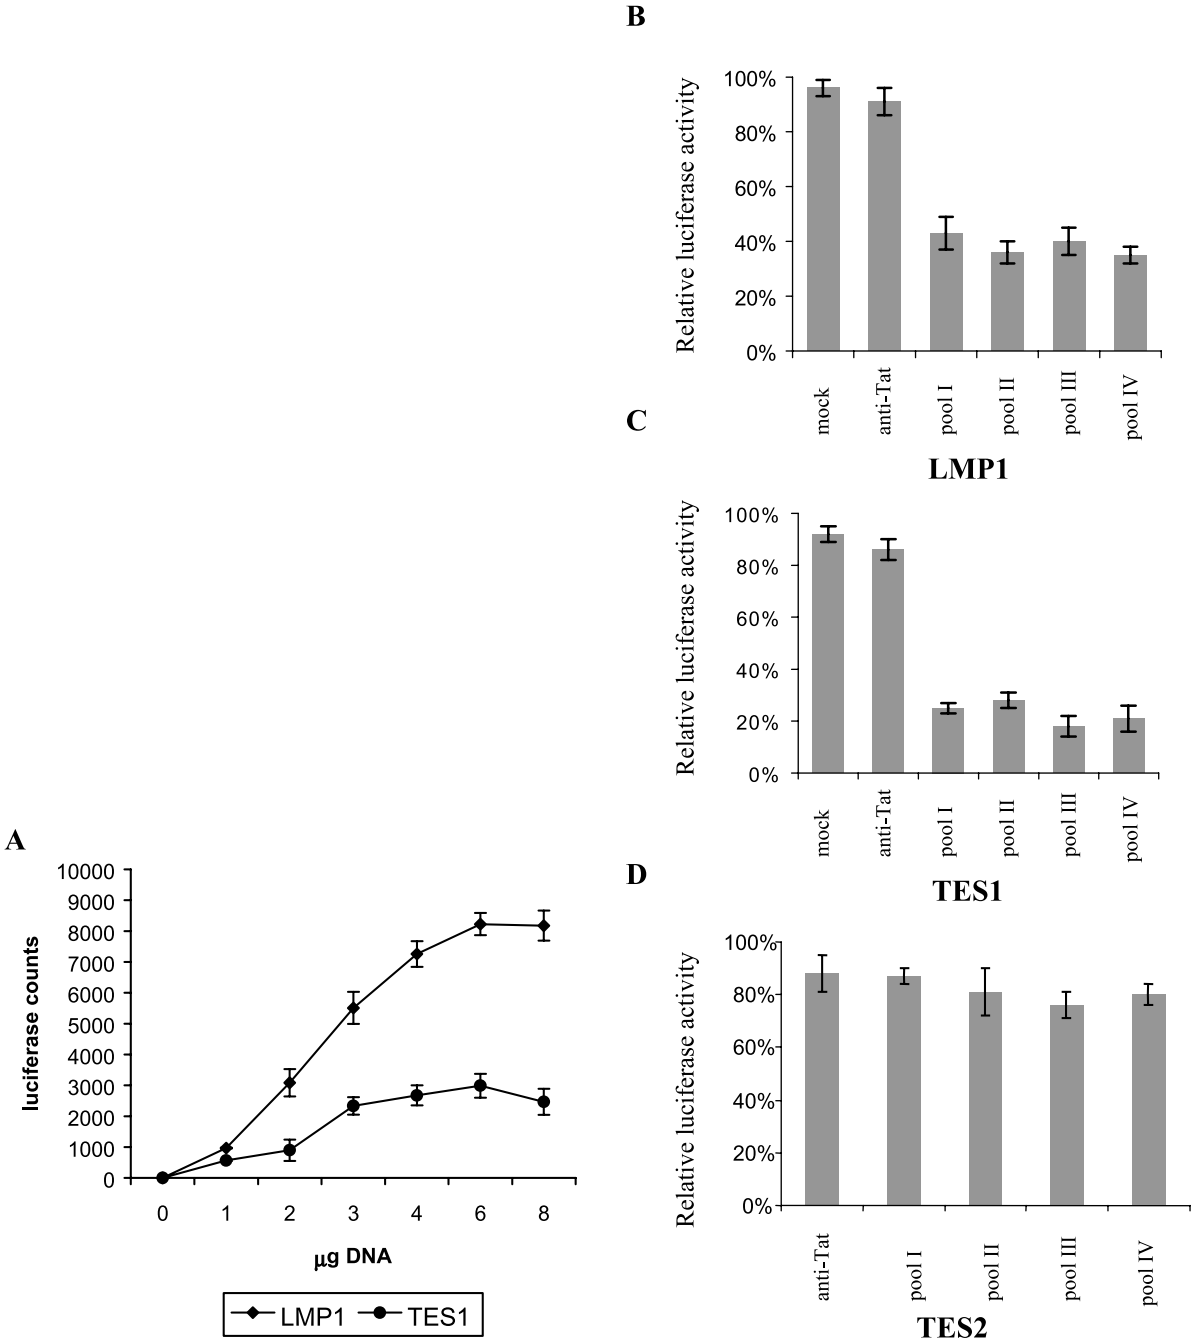 B
Relative luciferase activity
100%
80%
60%
40%
20%
0%
mock
anti-Tat
pool I
pool II
pool III
pool IV
LMP1
C
Relative luciferase activity
100%
80%
60%
40%
20%
0%
mock
anti-Tat
pool I
pool II
pool III
pool IV
TES1
A
luciferase counts
10000
9000
8000
7000
6000
5000
4000
3000
2000
1000
0
0 1 2 3 4 6 8
µg DNA
LMP1 TES1
D
Relative luciferase activity
100%
80%
60%
40%
20%
0%
anti-Tat
pool I
pool II
pool III
pool IV
TES2